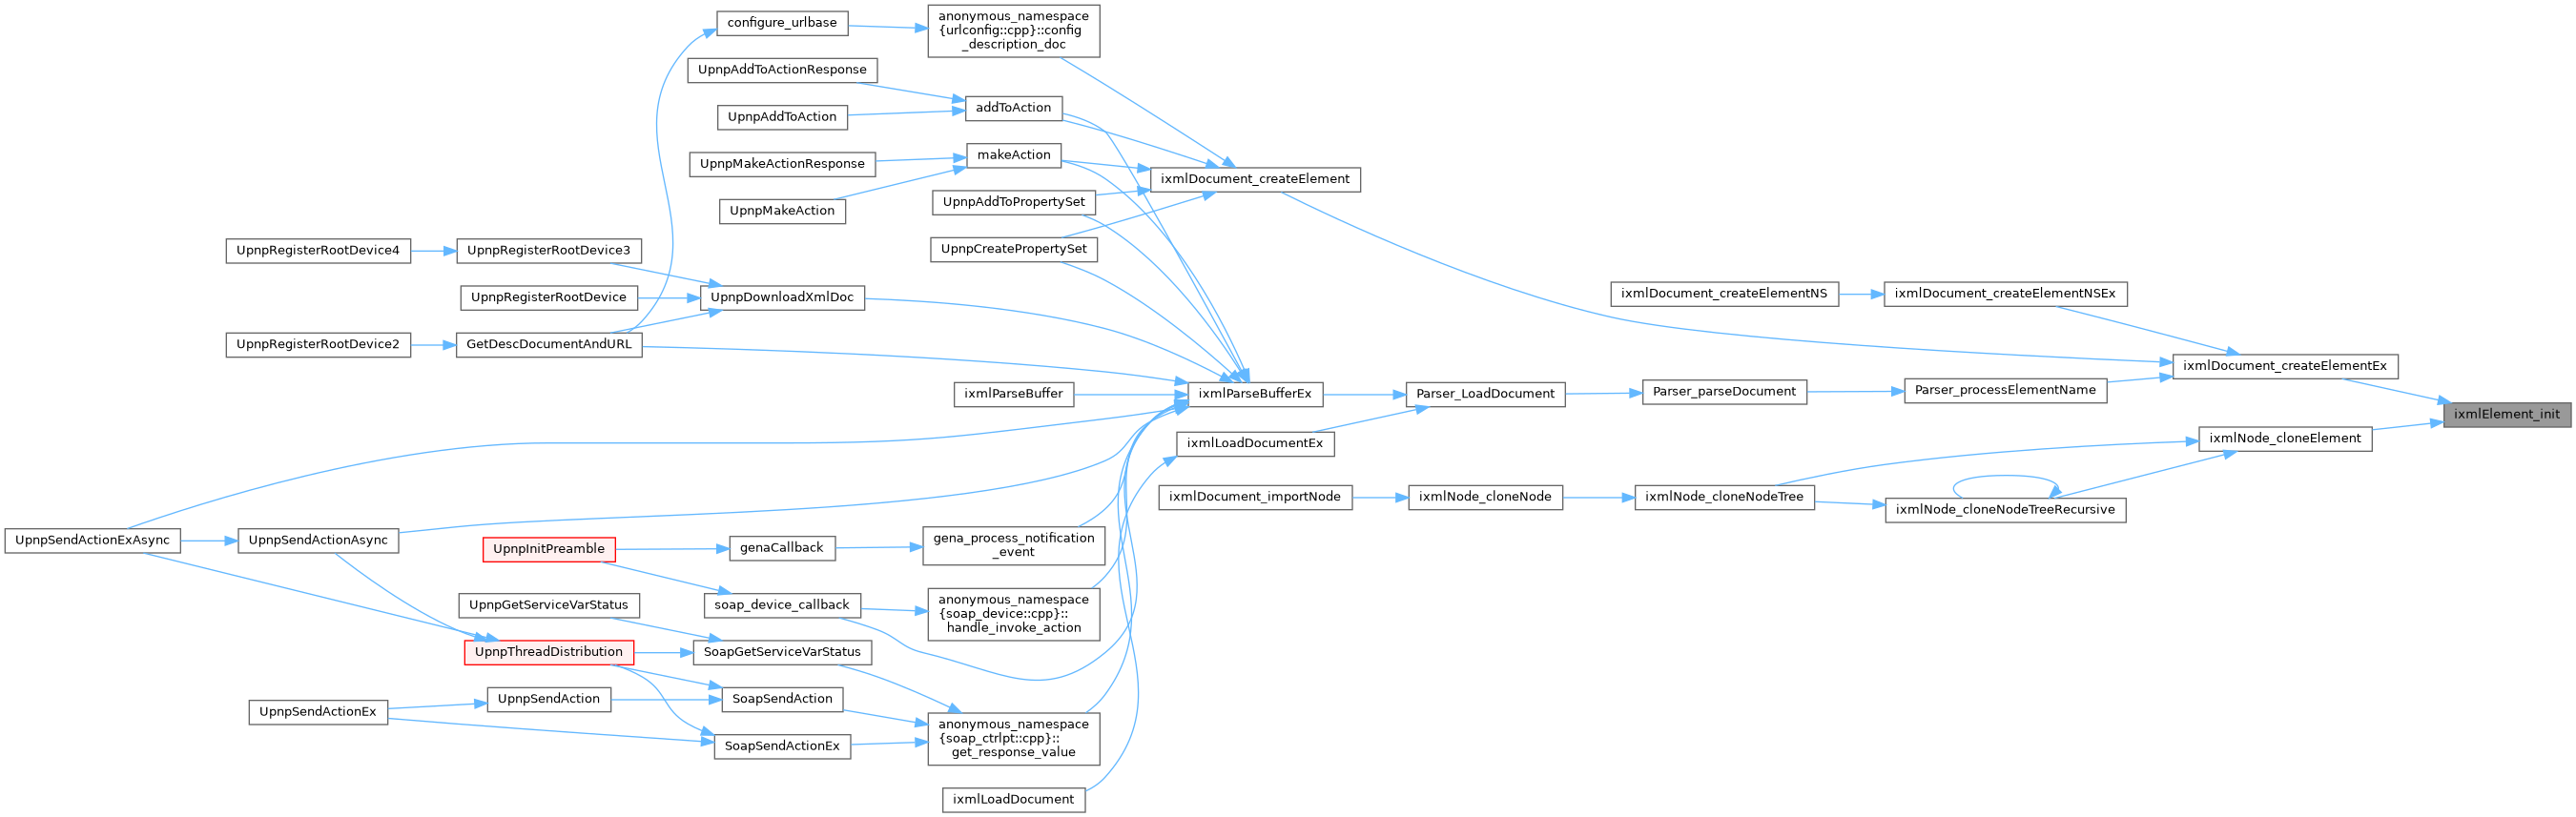 configure_urlbase
anonymous_namespace
{urlconfig::cpp}::config
_description_doc
UpnpAddToActionResponse
addToAction
UpnpAddToAction
UpnpMakeActionResponse
makeAction
ixmlDocument_createElement
UpnpMakeAction
UpnpAddToPropertySet
UpnpCreatePropertySet
UpnpRegisterRootDevice4
UpnpRegisterRootDevice3
UpnpRegisterRootDevice
UpnpDownloadXmlDoc
ixmlDocument_createElementNS
ixmlDocument_createElementNSEx
UpnpRegisterRootDevice2
GetDescDocumentAndURL
ixmlDocument_createElementEx
ixmlParseBuffer
ixmlParseBufferEx
Parser_LoadDocument
Parser_parseDocument
Parser_processElementName
ixmlElement_init
ixmlLoadDocumentEx
ixmlNode_cloneElement
ixmlDocument_importNode
ixmlNode_cloneNode
ixmlNode_cloneNodeTree
ixmlNode_cloneNodeTreeRecursive
UpnpSendActionExAsync
UpnpSendActionAsync
UpnpInitPreamble
genaCallback
gena_process_notification
_event
UpnpGetServiceVarStatus
soap_device_callback
anonymous_namespace
{soap_device::cpp}::
handle_invoke_action
UpnpThreadDistribution
SoapGetServiceVarStatus
UpnpSendActionEx
UpnpSendAction
SoapSendAction
SoapSendActionEx
anonymous_namespace
{soap_ctrlpt::cpp}::
get_response_value
ixmlLoadDocument